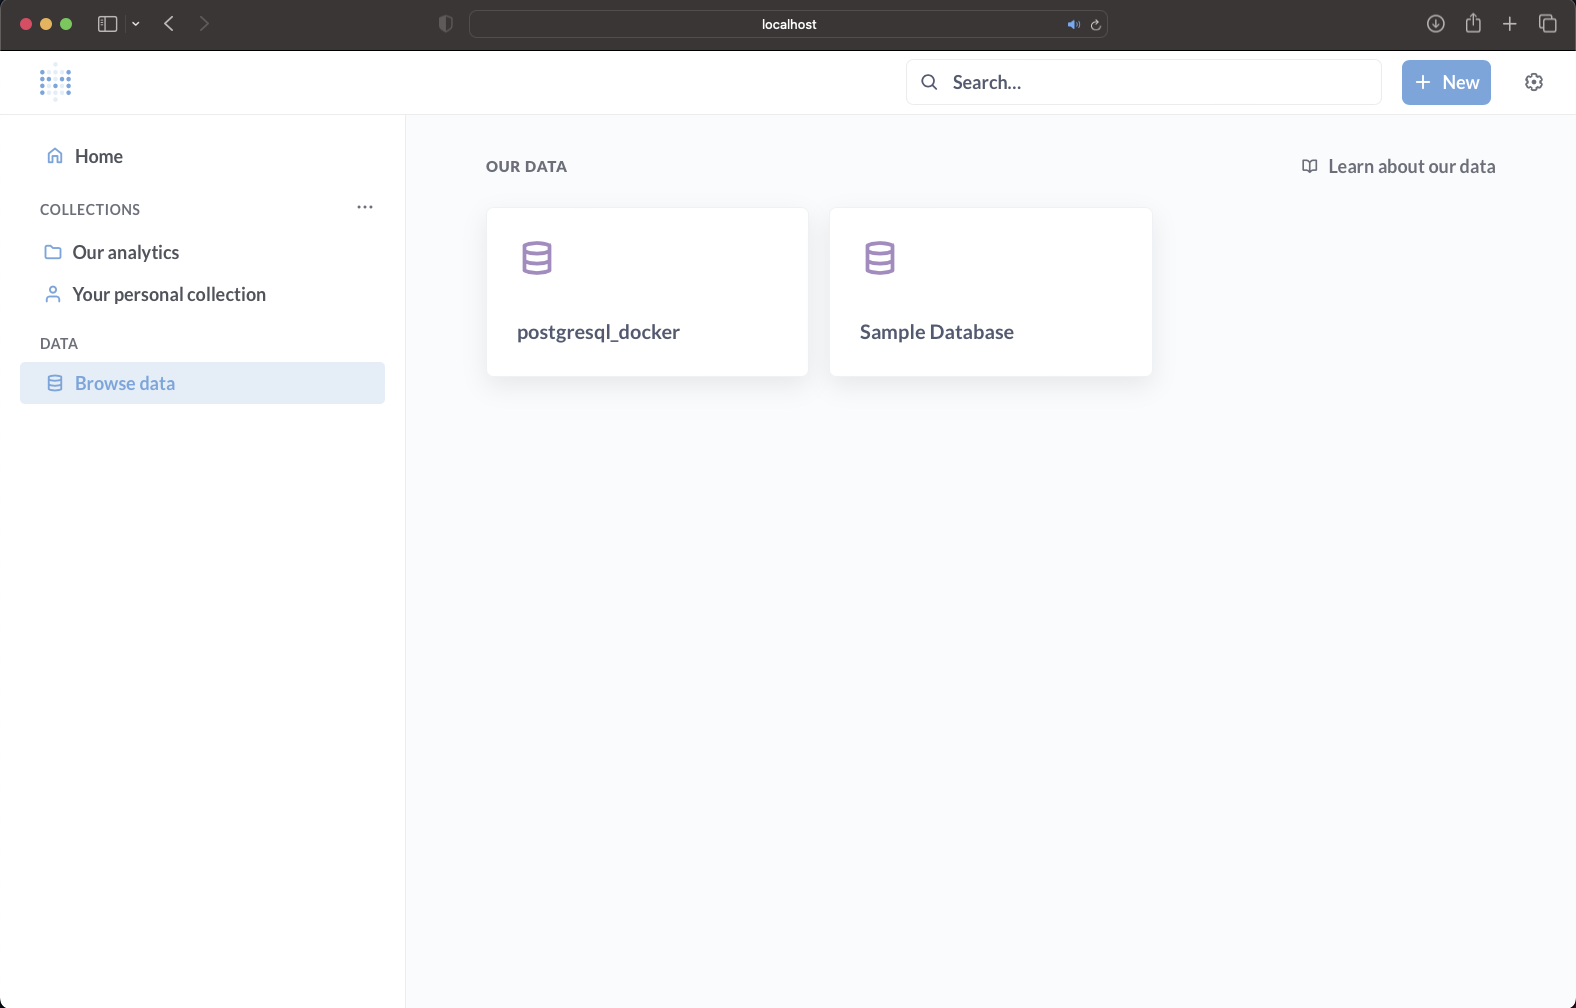 localhost
Search...
New
Home
COLLECTIONS
Our analytics
Your personal collection
DATA
Browse data
OUR DATA
Learn about our data
postgresql_docker
Sample Database